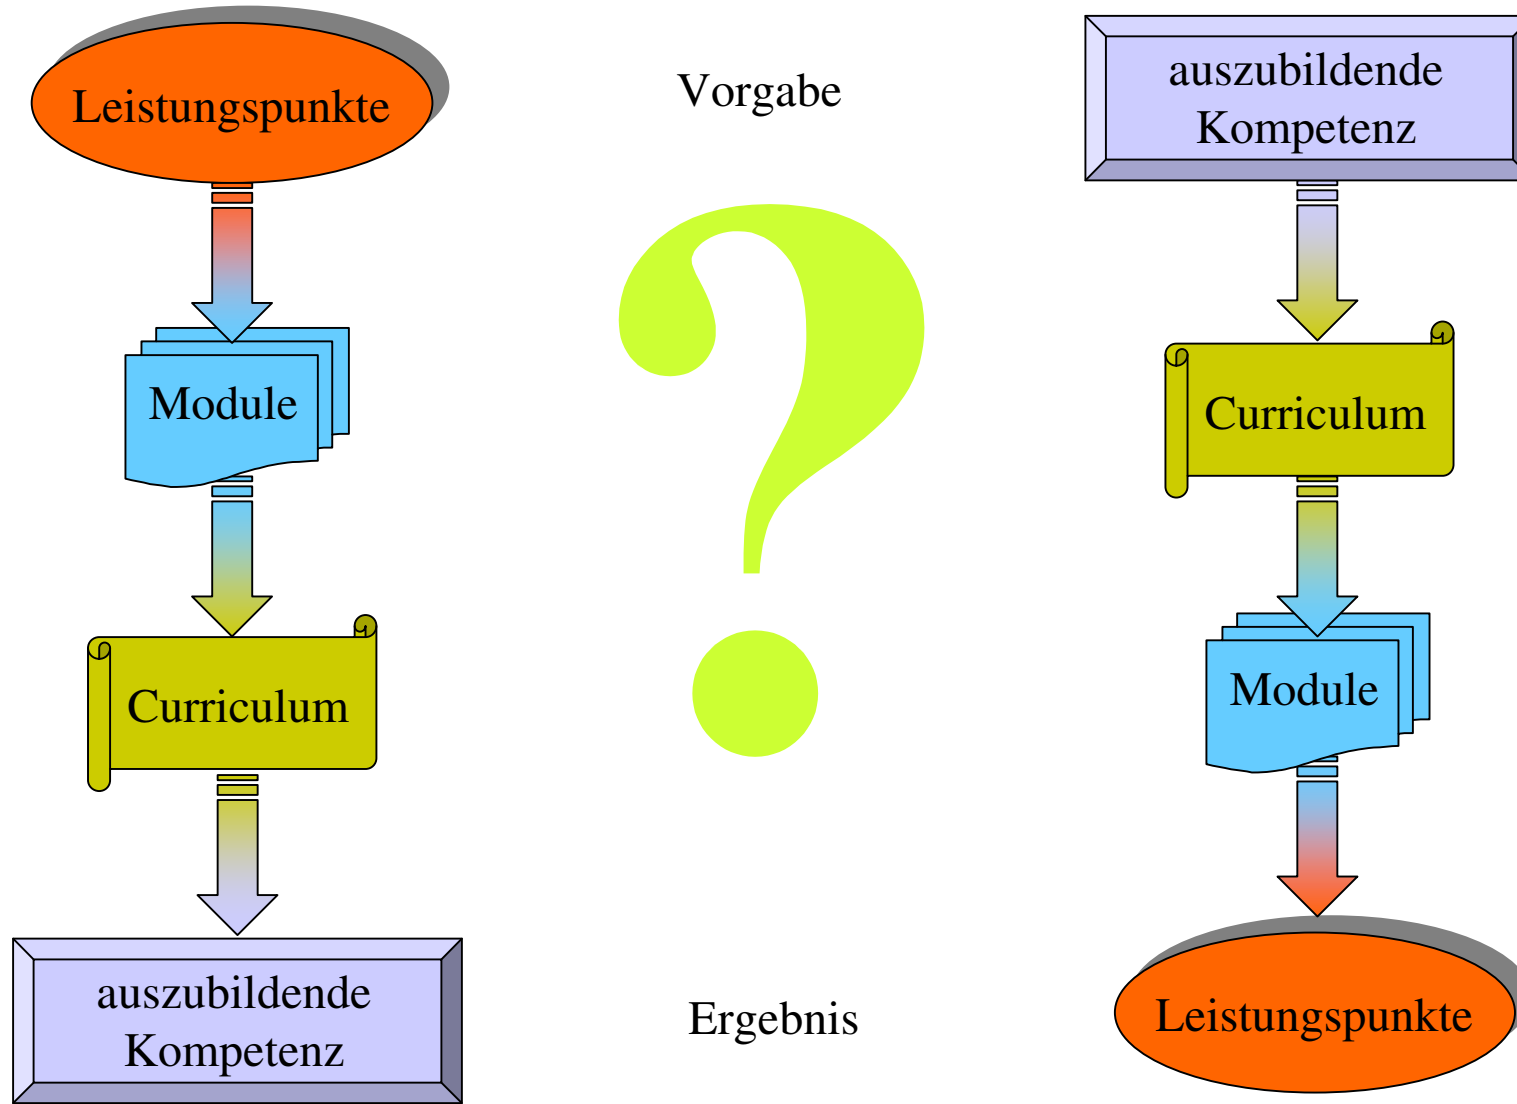 Leistungspunkte
Module
Curriculum
auszubildende
Kompetenz
Vorgabe
?
Ergebnis
auszubildende
Kompetenz
Curriculum
Module
Leistungspunkte